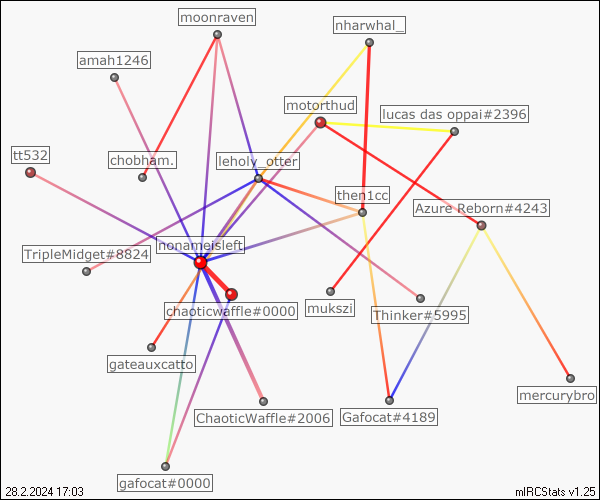 moonraven
nharwhal_
amah1246
motorthud
lucas das oppai#2396
tt532
chobham.
leholy_otter
then1cc
Azure Reborn#4243
nonameisleft
TripleMidget#8824
chaoticwaffle#0000
mukszi
Thinker#5995
gateauxcatto
mercurybro
ChaoticWaffle#2006
Gafocat#4189
gafocat#0000
28.2.2024 17:03
mIRCStats v1.25